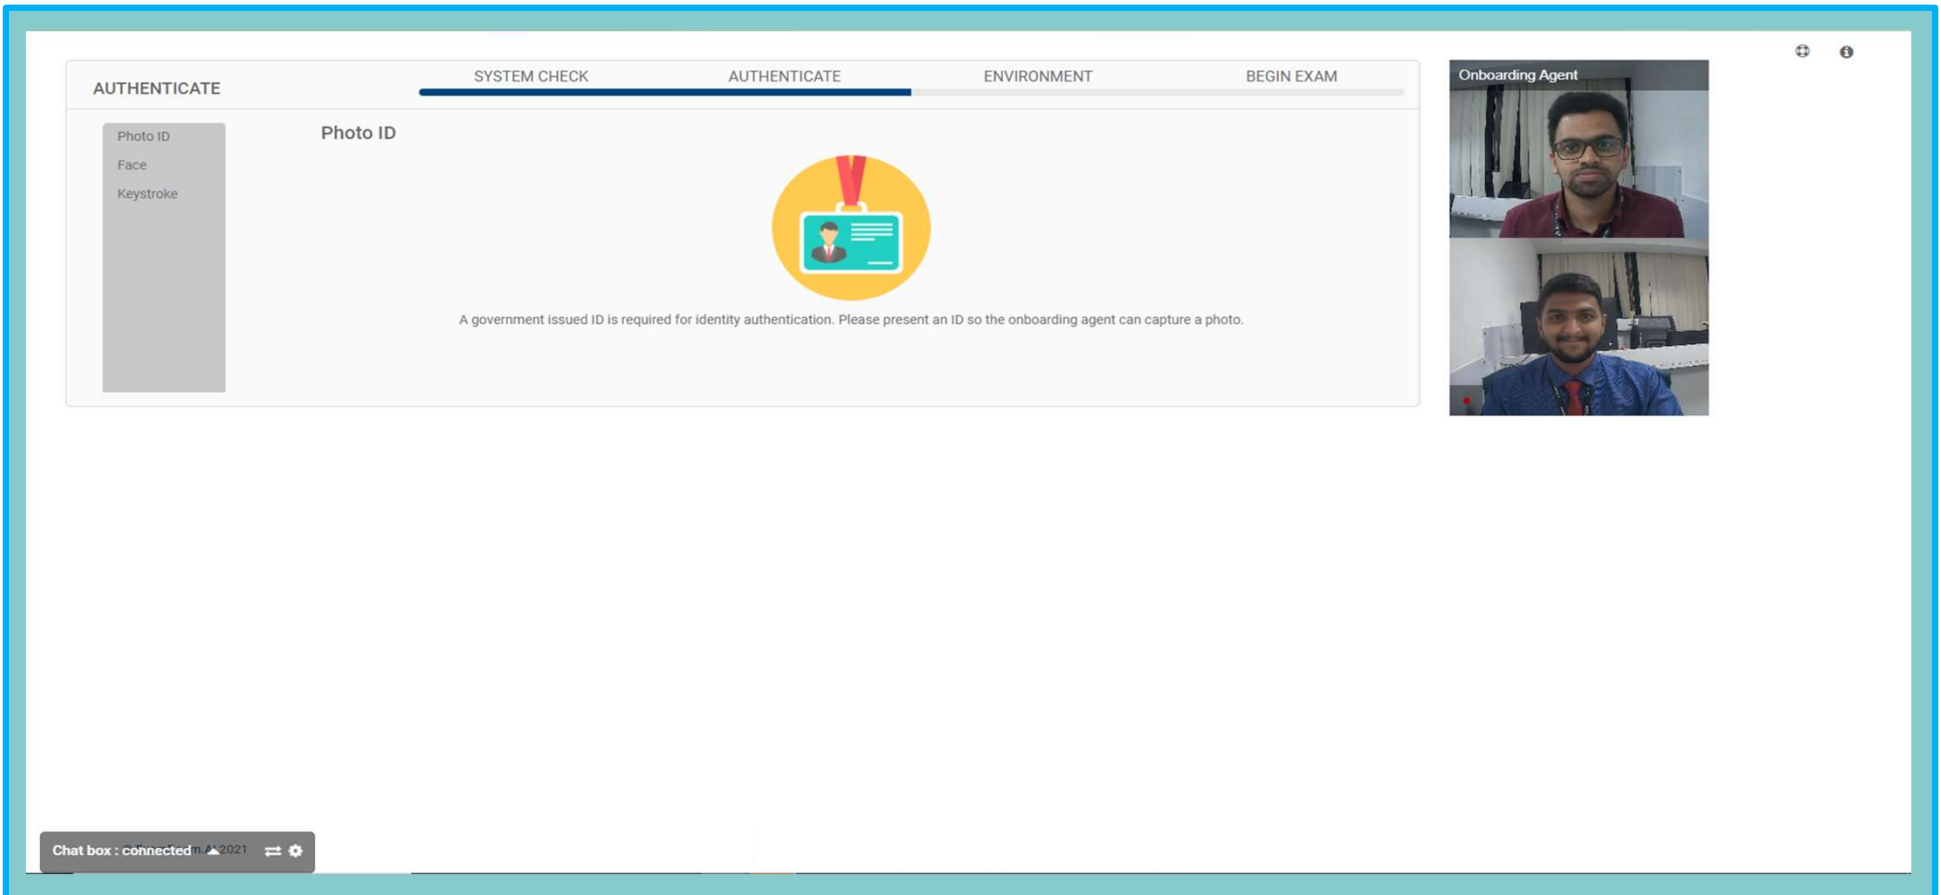 AUTHENTICATE
SYSTEM CHECK AUTHENTICATE ENVIRONMENT BEGIN EXAM
Onboarding Agent
Photo ID
Face
Keystroke
Photo ID
A government issued ID is required for identity authentication. Please present an ID so the onboarding agent can capture a photo.
Chat box : connected 2021